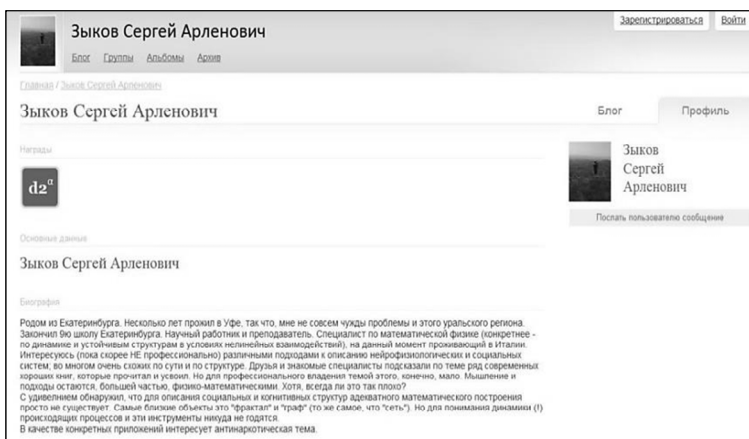 Зыков Сергей Арленович
Зарегистрироваться Войти
Блог Группы Альбомы Архив
Главная / Зыков Сергей Арленович
Зыков Сергей Арленович
Блог Профиль
Награды
d2α
Зыков
Сергей
Арленович
Послать пользователю сообщение
Основные данные
Зыков Сергей Арленович
Биография
Родом из Екатеринбурга. Несколько лет прожил в Уфе, так что, мне не совсем чужды проблемы и этого уральского региона.
Закончил 9ю школу Екатеринбурга. Научный работник и преподаватель. Специалист по математической физике (конкретнее -
по динамике и устойчивым структурам в условиях нелинейных взаимодействий), на данный момент проживающий в Италии.
Интересуюсь (пока скорее НЕ профессионально) различными подходами к описанию нейрофизиологических и социальных
систем; во многом очень схожих по сути и по структуре. Друзья и знакомые специалисты подсказали по теме ряд современных
хороших книг, которые прочитал и усвоил. Но для профессионального владения темой этого, конечно, мало. Мышление и
подходы остаются, большей частью, физико-математическими. Хотя, всегда ли это так плохо?
С удивлением обнаружил, что для описания социальных и когнитивных структур адекватного математического построения
просто не существует. Самые близкие объекты это "фрактал" и "граф" (то же самое, что "сеть"). Но для понимания динамики (!)
происходящих процессов и эти инструменты никуда не годятся.
В качестве конкретных приложений интересует антинаркотическая тема.